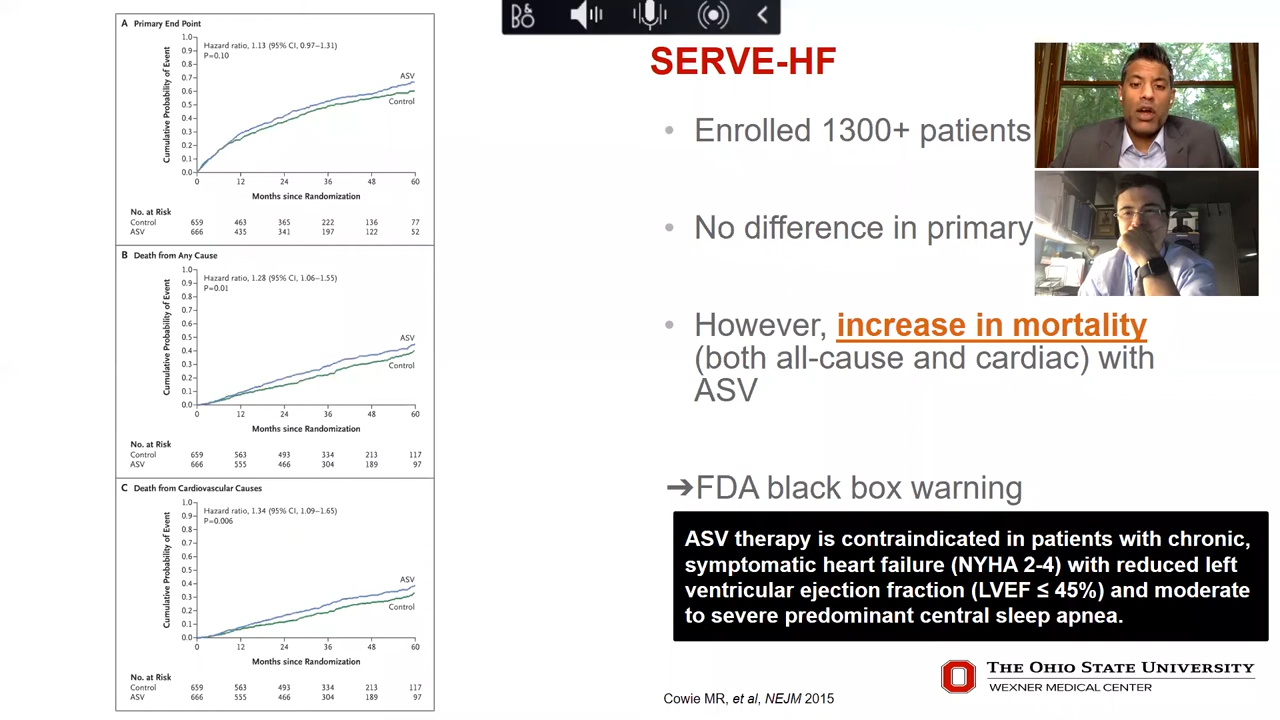 A Primary End Point
Cumulative Probability of Event
1.0
0.9
0.8
0.7
0.6
0.5
0.4
0.3
0.2
0.1
0.0
Hazard ratio, 1.13 (95% CI, 0.97–1.31)
P=0.10
ASV
Control
0 12 24 36 48 60
Months since Randomization
No. at Risk
Control 659 463 365 222 136 77
ASV 666 435 341 197 122 52
B Death from Any Cause
Cumulative Probability of Event
1.0
0.9
0.8
0.7
0.6
0.5
0.4
0.3
0.2
0.1
0.0
Hazard ratio, 1.28 (95% CI, 1.06–1.55)
P=0.01
ASV
Control
0 12 24 36 48 60
Months since Randomization
No. at Risk
Control 659 563 493 334 213 117
ASV 666 555 466 304 189 97
C Death from Cardiovascular Causes
Cumulative Probability of Event
1.0
0.9
0.8
0.7
0.6
0.5
0.4
0.3
0.2
0.1
0.0
Hazard ratio, 1.34 (95% CI, 1.09–1.65)
P=0.006
ASV
Control
0 12 24 36 48 60
Months since Randomization
No. at Risk
Control 659 563 493 334 213 117
ASV 666 555 466 304 189 97
B&O
SERVE-HF
• Enrolled 1300+ patients
• No difference in primary
• However, increase in mortality
(both all-cause and cardiac) with
ASV
➔FDA black box warning
ASV therapy is contraindicated in patients with chronic,
symptomatic heart failure (NYHA 2-4) with reduced left
ventricular ejection fraction (LVEF ≤ 45%) and moderate
to severe predominant central sleep apnea.
THE OHIO STATE UNIVERSITY
WEXNER MEDICAL CENTER
Cowie MR, et al, NEJM 2015